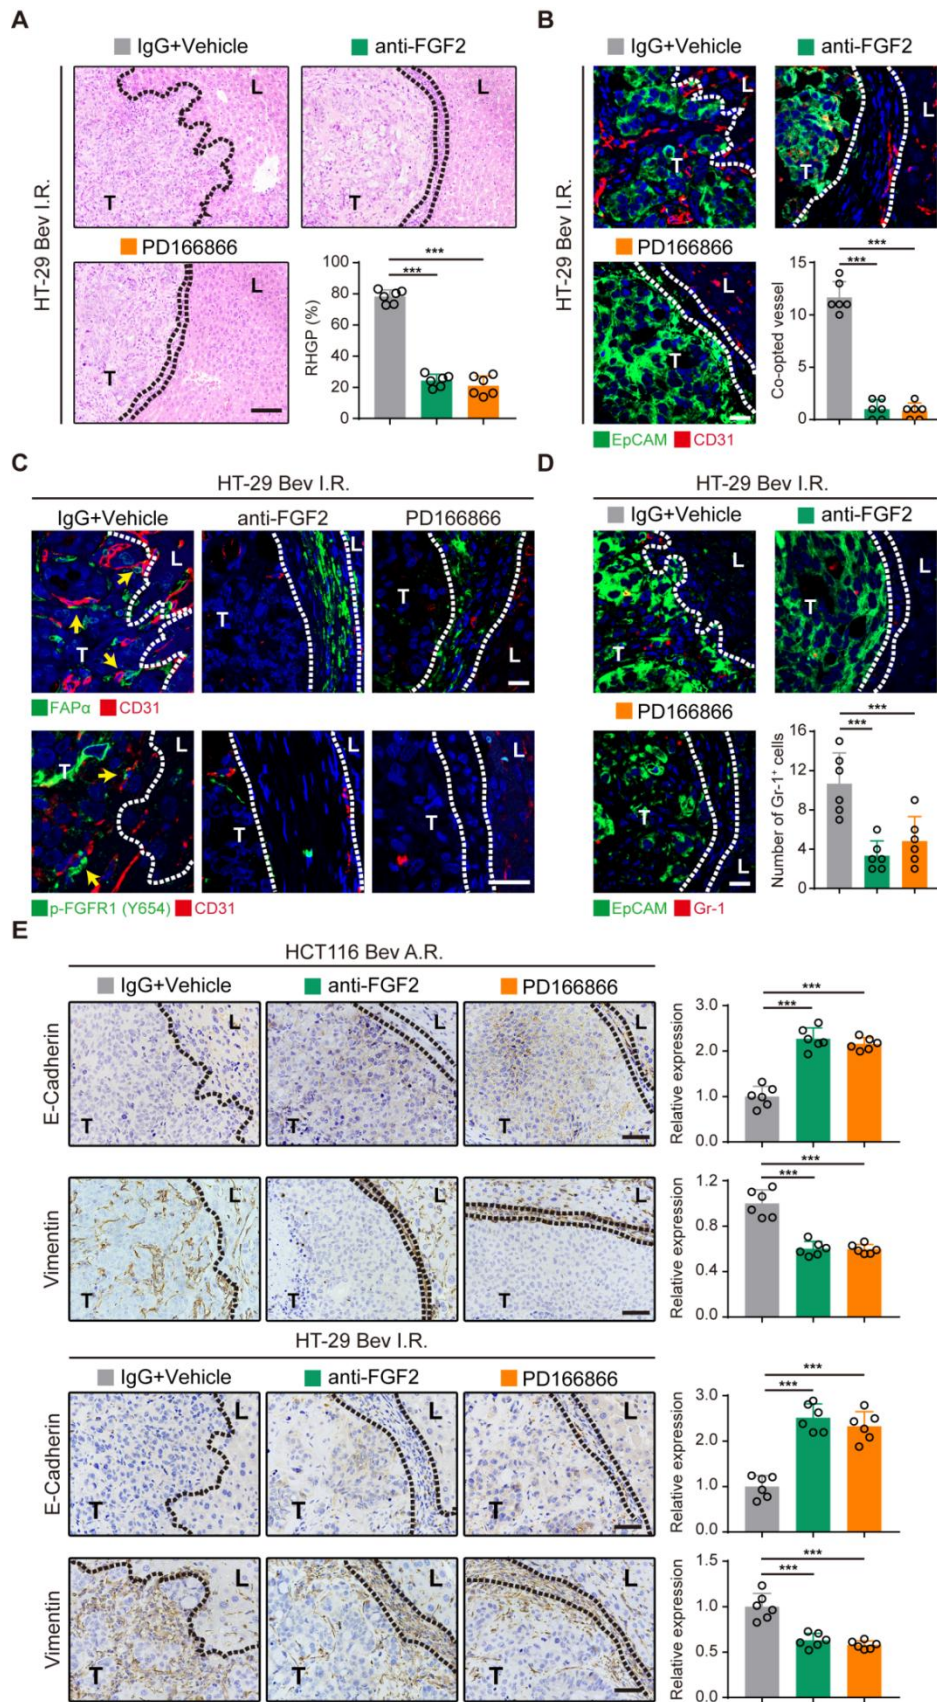 A
IgG+Vehicle
anti-FGF2
HT-29 Bev I.R.
L
T
L
T
PD166866
L
T
RHGP (%)
100
80
60
40
20
0
***
***
B
IgG+Vehicle
anti-FGF2
HT-29 Bev I.R.
L
T
L
T
PD166866
L
T
EpCAM CD31
Co-opted vessel
15
10
5
0
***
***
C
HT-29 Bev I.R.
IgG+Vehicle
anti-FGF2
PD166866
L
T
L
T
L
T
FAPα CD31
L
T
L
T
L
T
p-FGFR1 (Y654) CD31
D
HT-29 Bev I.R.
IgG+Vehicle
anti-FGF2
L
T
L
T
PD166866
L
T
EpCAM Gr-1
Number of Gr-1⁺ cells
16
12
8
4
0
***
***
E
HCT116 Bev A.R.
IgG+Vehicle
anti-FGF2
PD166866
E-Cadherin
L
T
L
T
L
T
Relative expression
3.0
2.0
1.0
0.0
***
***
Vimentin
L
T
L
T
L
T
Relative expression
1.2
0.8
0.4
0.0
***
***
HT-29 Bev I.R.
IgG+Vehicle
anti-FGF2
PD166866
E-Cadherin
L
T
L
T
L
T
Relative expression
3.0
2.0
1.0
0.0
***
***
Vimentin
L
T
L
T
L
T
Relative expression
1.5
1.0
0.5
0.0
***
***